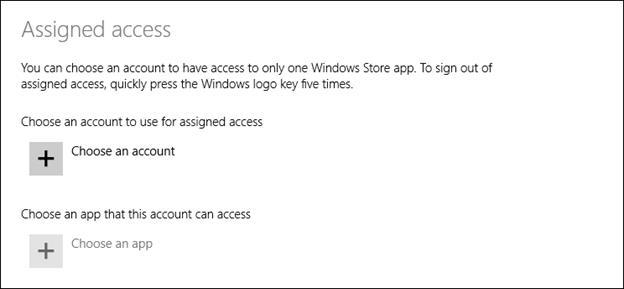 Assigned access
You can choose an account to have access to only one Windows Store app. To sign out of
assigned access, quickly press the Windows logo key five times.
Choose an account to use for assigned access
Choose an account
Choose an app that this account can access
Choose an app